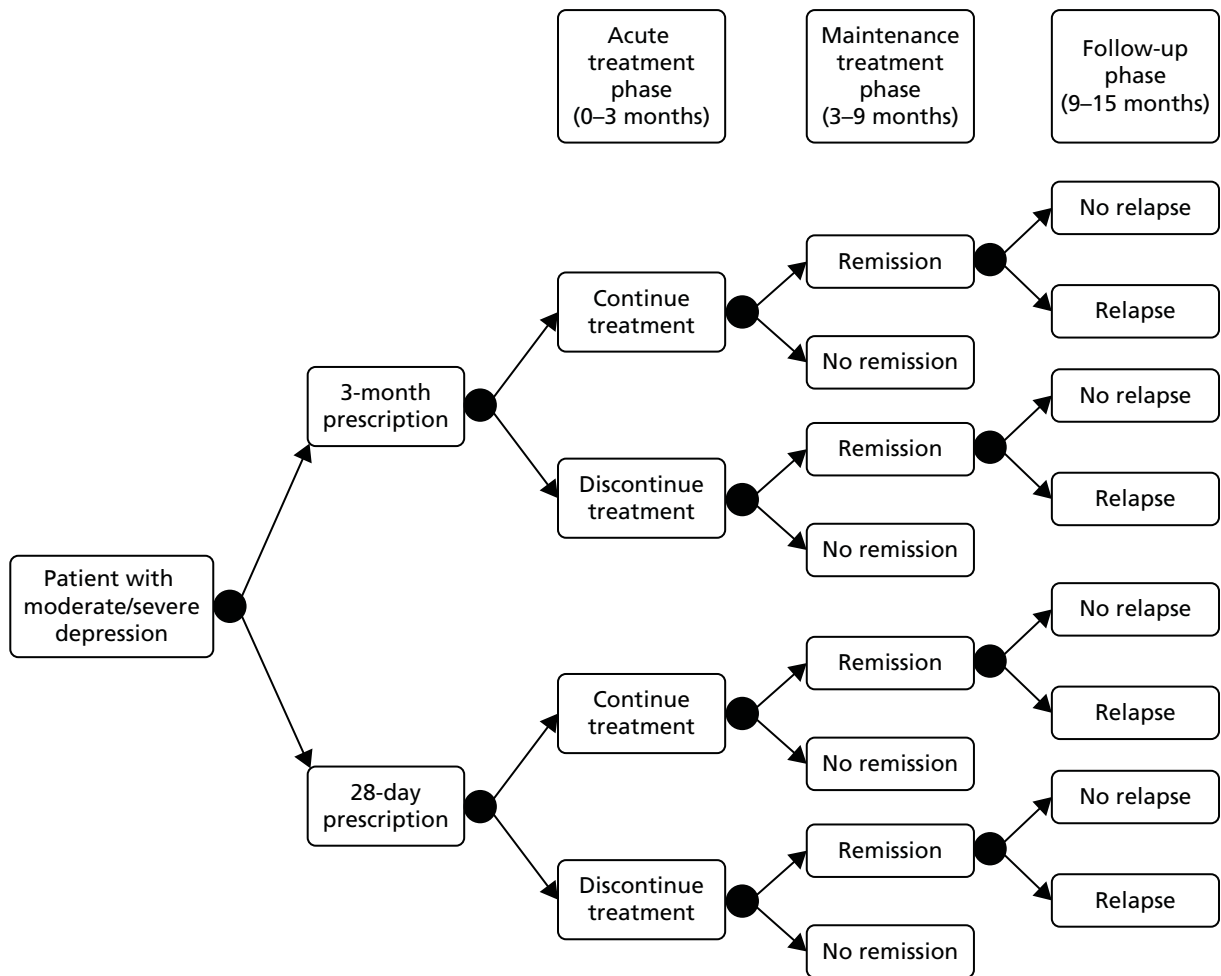 Acute
treatment
phase
(0–3 months)
Maintenance
treatment
phase
(3–9 months)
Follow-up
phase
(9–15 months)
No relapse
Remission
Relapse
Continue
treatment
No remission
3-month
prescription
No relapse
Remission
Relapse
Discontinue
treatment
No remission
Patient with
moderate/severe
depression
No relapse
Remission
Relapse
Continue
treatment
No remission
28-day
prescription
No relapse
Remission
Relapse
Discontinue
treatment
No remission